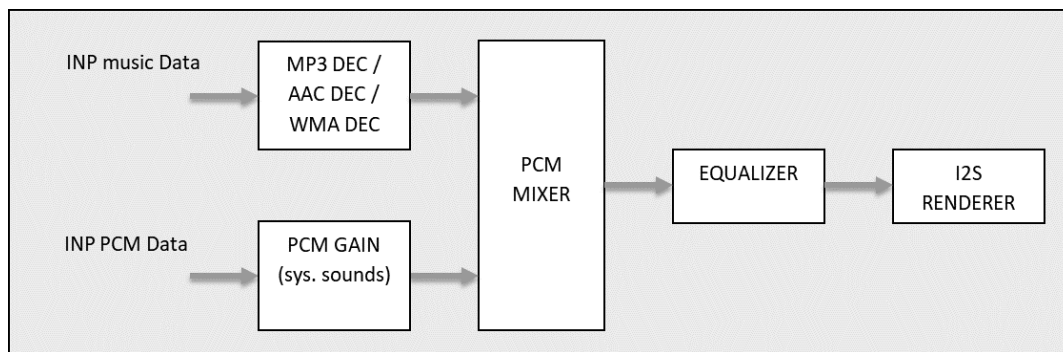 INP music Data
MP3 DEC /
AAC DEC /
WMA DEC
INP PCM Data
PCM GAIN
(sys. sounds)
PCM
MIXER
EQUALIZER
I2S
RENDERER